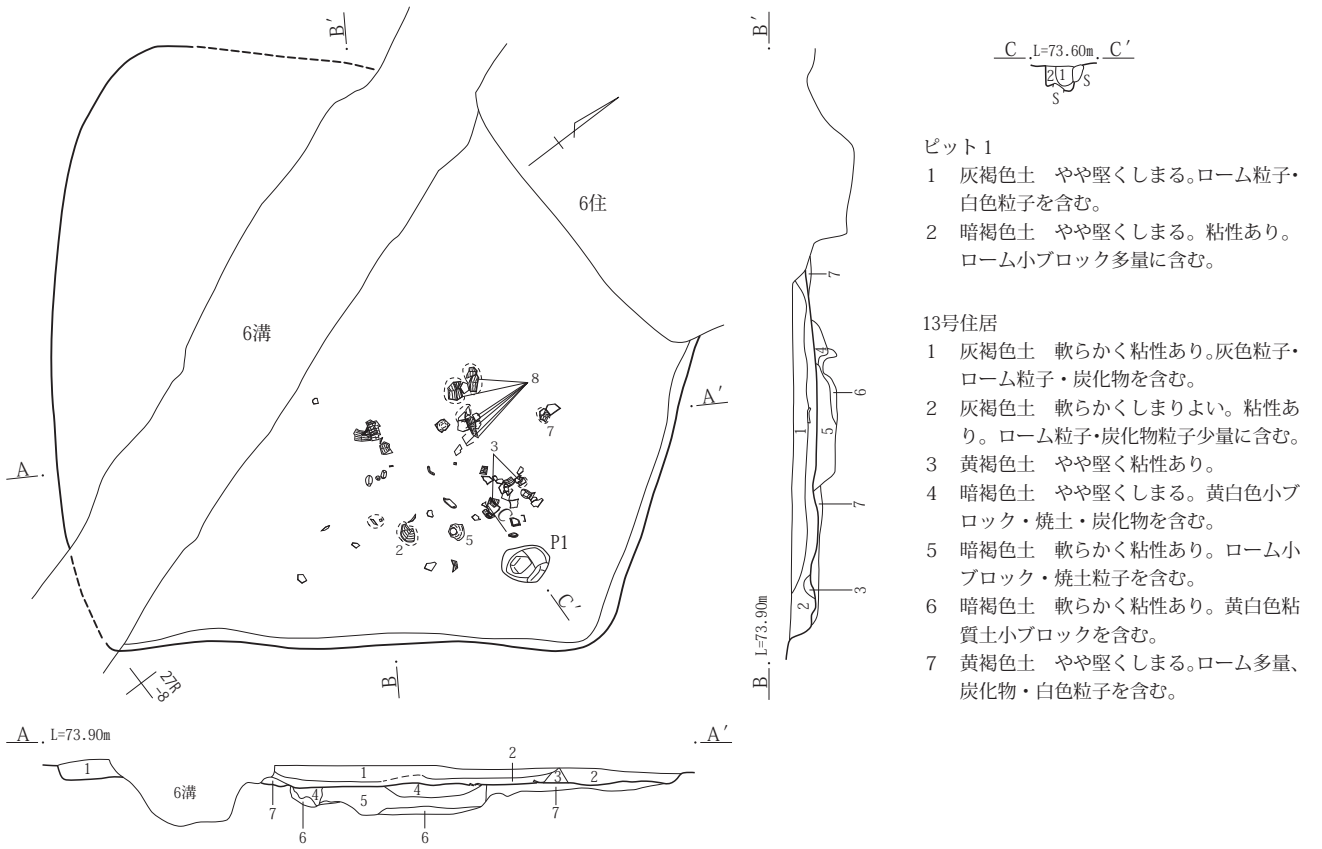 B′
6溝
6住
8
7
3
2
5
P1
C
C′
A .
. A′
B
27R
-8
B′
7
4
6
1
5
7
3
2
B . L=73.90m
C . L=73.60m . C′
2 1 S
S
ピット 1
1 灰褐色土 やや堅くしまる。ローム粒子・
白色粒子を含む。
2 暗褐色土 やや堅くしまる。粘性あり。
ローム小ブロック多量に含む。
13号住居
1 灰褐色土 軟らかく粘性あり。灰色粒子・
ローム粒子・炭化物を含む。
2 灰褐色土 軟らかくしまりよい。粘性あ
り。ローム粒子・炭化物粒子少量に含む。
3 黄褐色土 やや堅く粘性あり。
4 暗褐色土 やや堅くしまる。黄白色小ブ
ロック・焼土・炭化物を含む。
5 暗褐色土 軟らかく粘性あり。ローム小
ブロック・焼土粒子を含む。
6 暗褐色土 軟らかく粘性あり。黄白色粘
質土小ブロックを含む。
7 黄褐色土 やや堅くしまる。ローム多量、
炭化物・白色粒子を含む。
A . L=73.90m
. A′
1
6溝
1
2
3
2
7
4
5
4
7
6
6